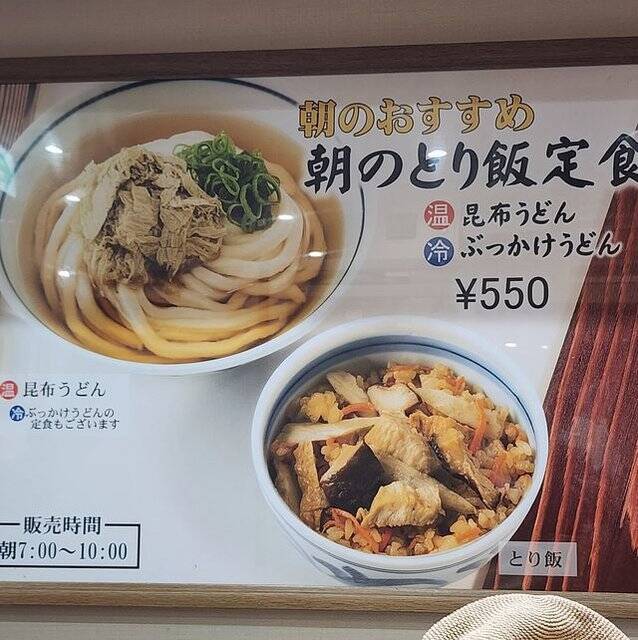 朝のおすすめ
朝のとり飯定食
温 昆布うどん
冷 ぶっかけうどん
¥550
温 昆布うどん
冷 ぶっかけうどんの
定食もございます
販売時間
朝7:00〜10:00
とり飯